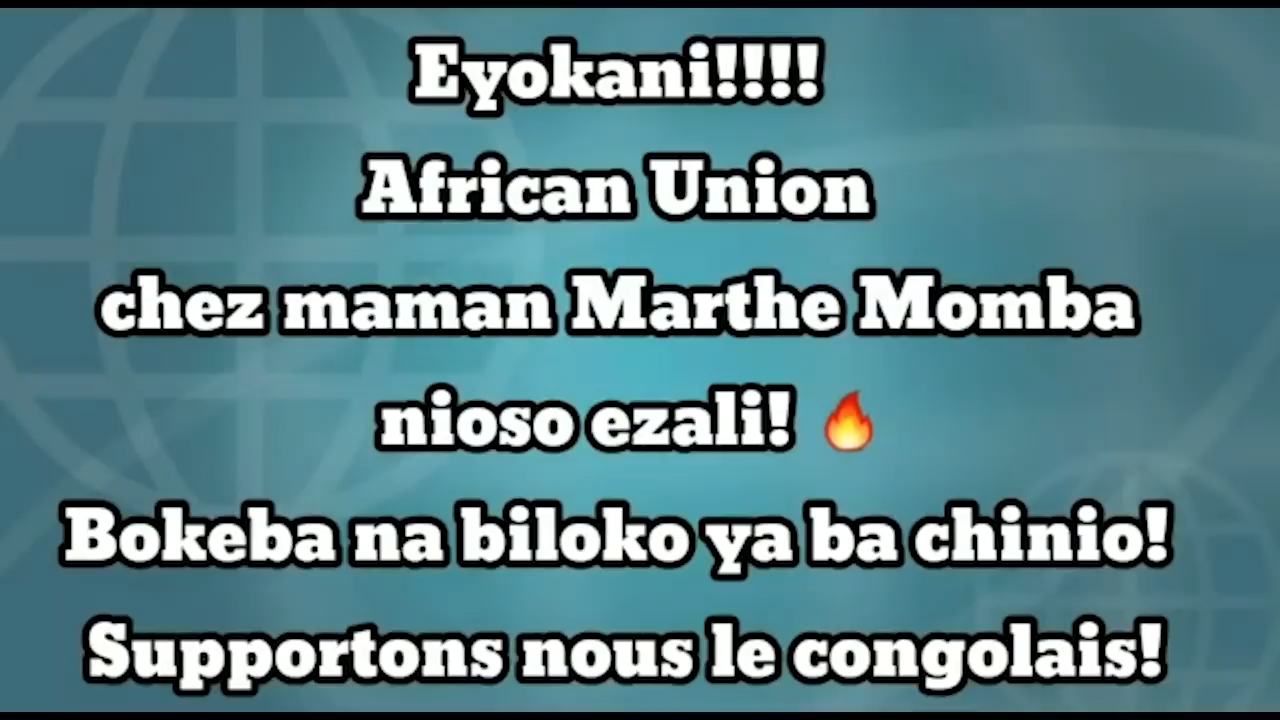 Eyokani!!!!
African Union
chez maman Marthe Momba
nioso ezali! 🔥
Bokeba na biloko ya ba chinio!
Supportons nous le congolais!